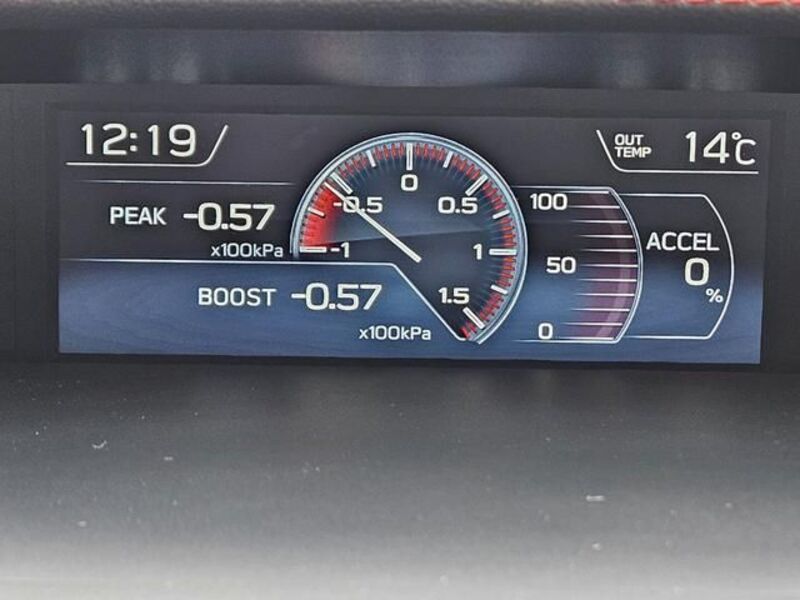 12:19
OUT
TEMP 14°C
PEAK -0.57
x100kPa
BOOST -0.57
x100kPa
-1
-0.5
0
0.5
1
1.5
100
50
0
ACCEL
0
%